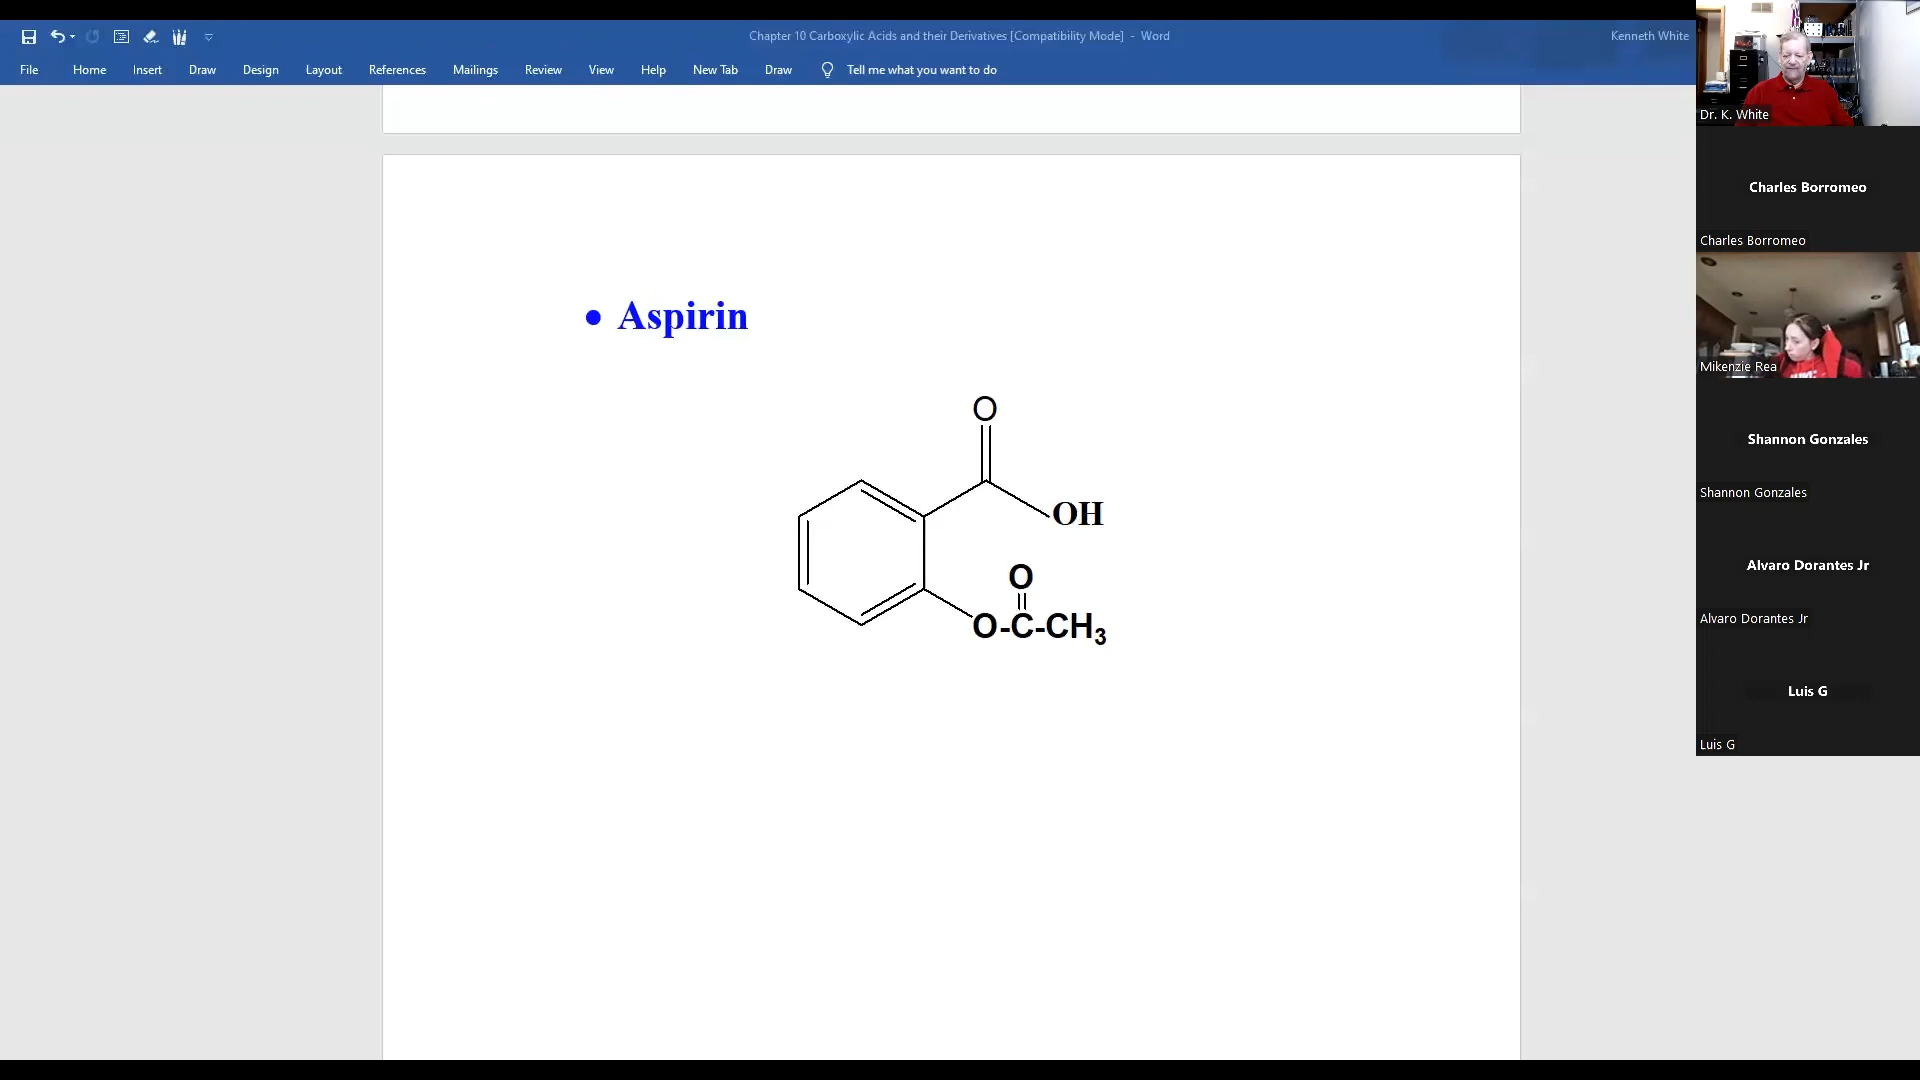 Chapter 10 Carboxylic Acids and their Derivatives [Compatibility Mode] - Word
Kenneth White
File Home Insert Draw Design Layout References Mailings Review View Help New Tab Draw Tell me what you want to do
Dr. K. White
Charles Borromeo
Charles Borromeo
Mikenzie Rea
Shannon Gonzales
Shannon Gonzales
Alvaro Dorantes Jr
Alvaro Dorantes Jr
Luis G
Luis G
• Aspirin
O
OH
O
O-C-CH₃